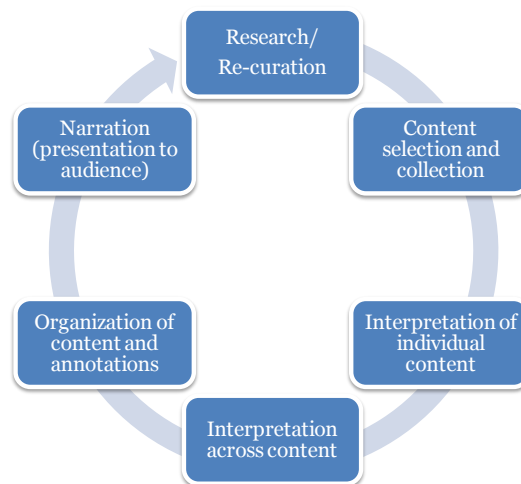 Research/
Re-curation
Content
selection and
collection
Interpretation of
individual
content
Interpretation
across content
Organization of
content and
annotations
Narration
(presentation to
audience)